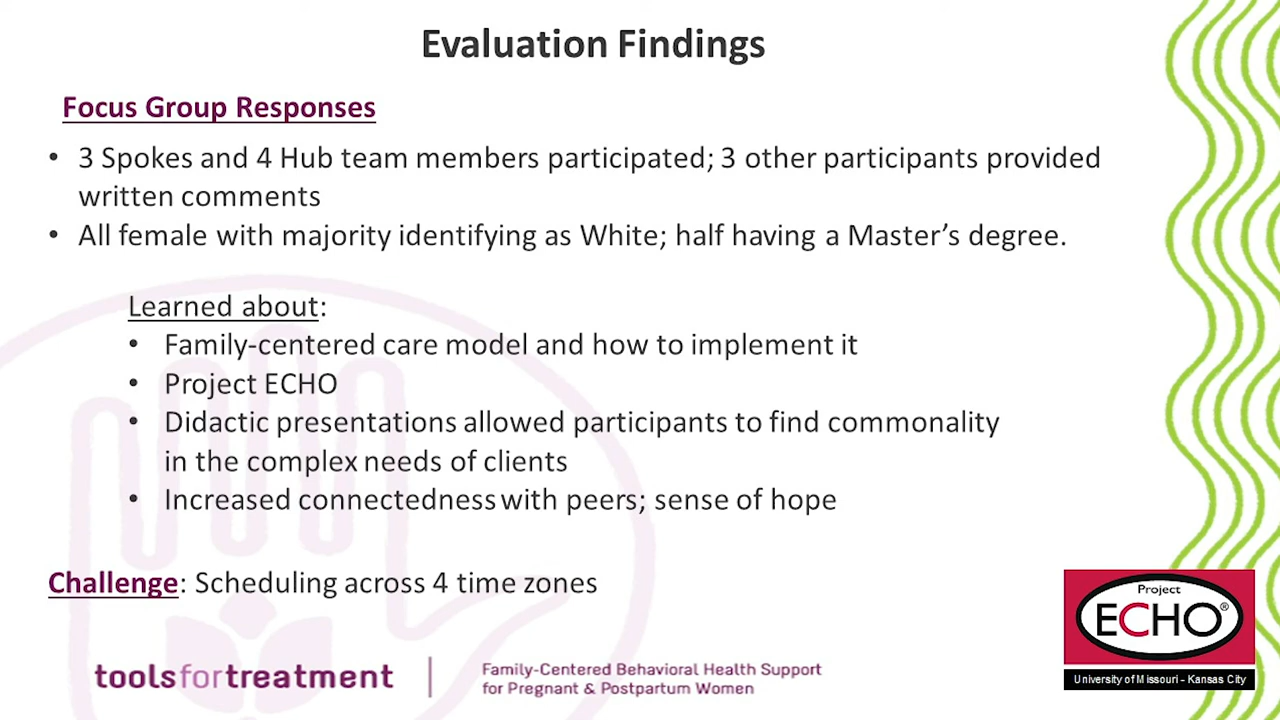 Evaluation Findings
Focus Group Responses
• 3 Spokes and 4 Hub team members participated; 3 other participants provided
written comments
• All female with majority identifying as White; half having a Master’s degree.
Learned about:
• Family-centered care model and how to implement it
• Project ECHO
• Didactic presentations allowed participants to find commonality
in the complex needs of clients
• Increased connectedness with peers; sense of hope
Challenge: Scheduling across 4 time zones
toolsfortreatment
Family-Centered Behavioral Health Support
for Pregnant & Postpartum Women
Project
ECHO®
University of Missouri - Kansas City